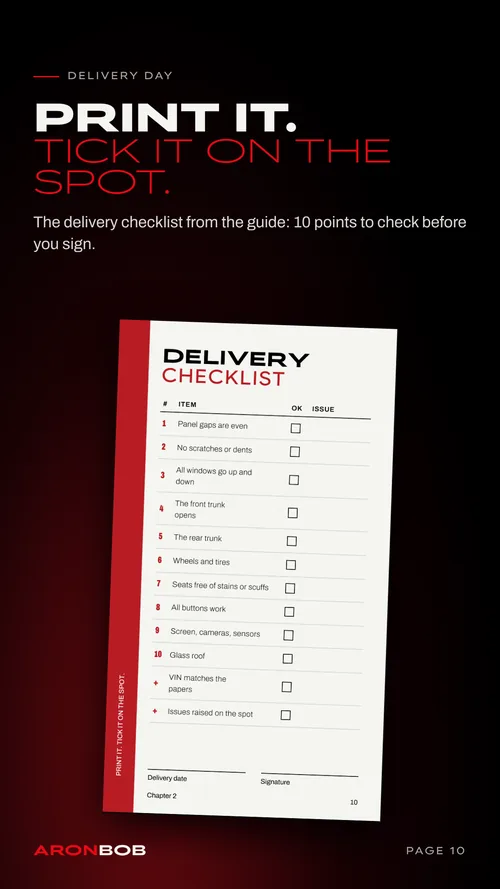 DELIVERY DAY
PRINT IT.
TICK IT ON THE
SPOT.
The delivery checklist from the guide: 10 points to check before
you sign.
DELIVERY
CHECKLIST
# ITEM OK ISSUE
1 Panel gaps are even
2 No scratches or dents
3 All windows go up and
down
4 The front trunk
opens
5 The rear trunk
6 Wheels and tires
7 Seats free of stains or scuffs
8 All buttons work
9 Screen, cameras, sensors
10 Glass roof
+ VIN matches the
papers
+ Issues raised on the spot
PRINT IT. TICK IT ON THE SPOT.
Delivery date Signature
Chapter 2 10
ARONBOB PAGE 10